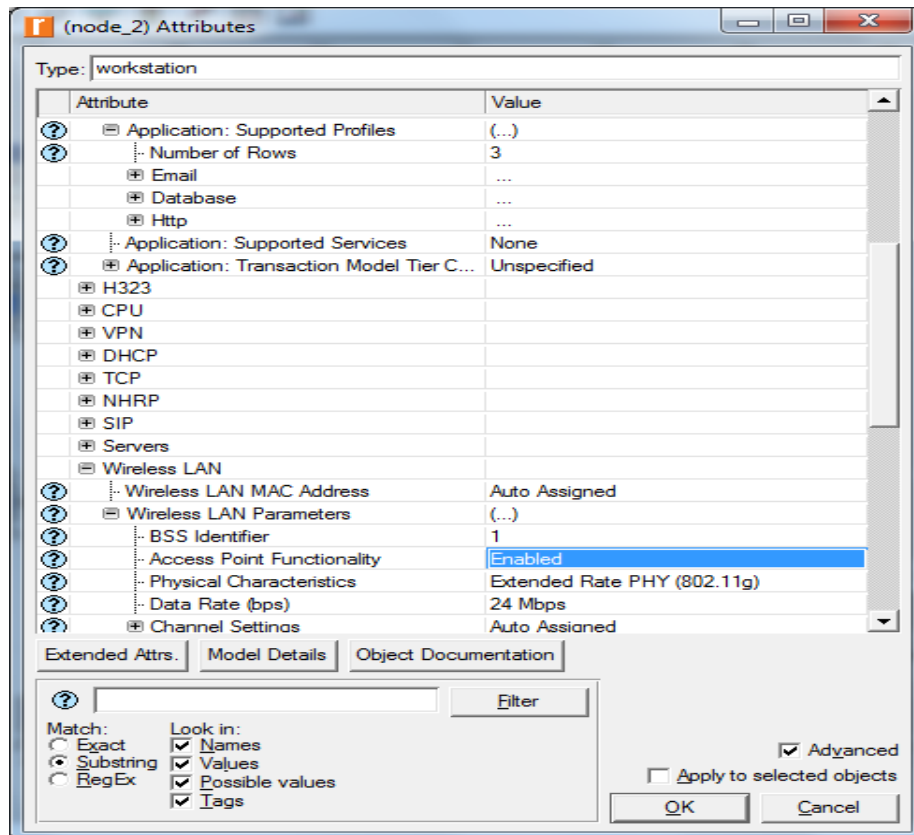 (node_2) Attributes
Type: workstation
Attribute Value
Application: Supported Profiles (...)
Number of Rows 3
Email ...
Database ...
Http ...
Application: Supported Services None
Application: Transaction Model Tier C... Unspecified
H323
CPU
VPN
DHCP
TCP
NHRP
SIP
Servers
Wireless LAN
Wireless LAN MAC Address Auto Assigned
Wireless LAN Parameters (...)
BSS Identifier 1
Access Point Functionality Enabled
Physical Characteristics Extended Rate PHY (802.11g)
Data Rate (bps) 24 Mbps
Channel Settings Auto Assigned
Extended Attrs. Model Details Object Documentation
Filter
Match: Look in:
Exact Names
Substring Values
RegEx Possible values
Tags
Advanced
Apply to selected objects
OK Cancel